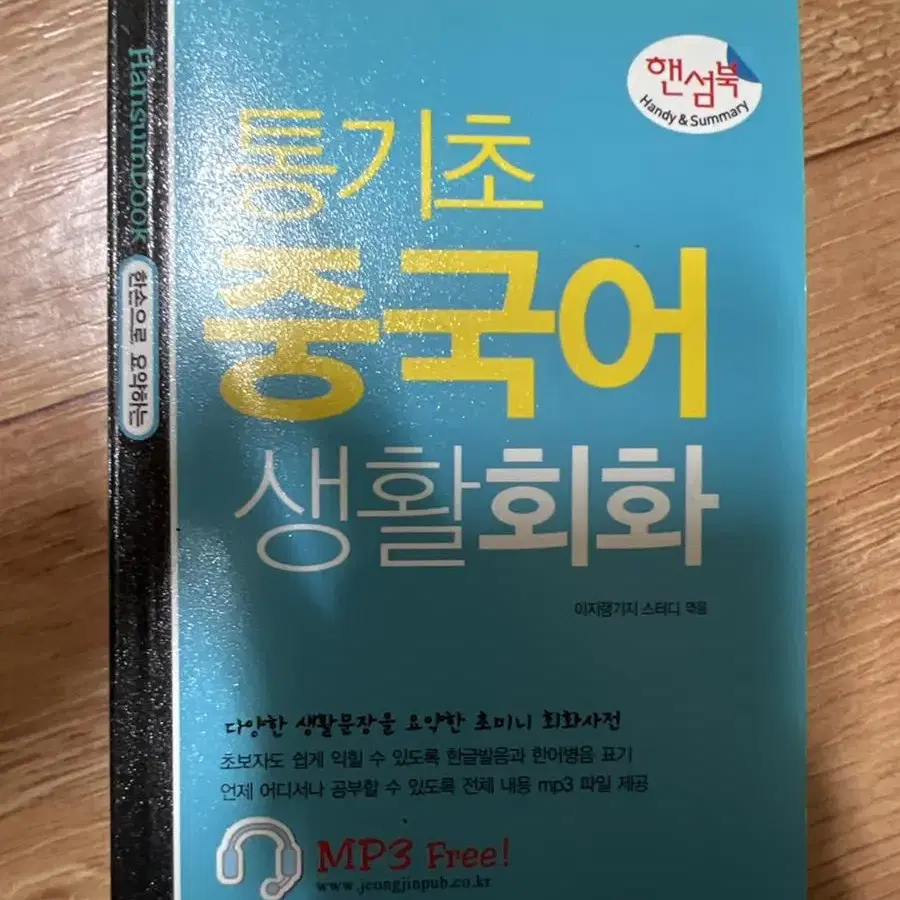 Hansumbook 한손으로 요약하는
핸섬북
Handy & Summary
통기초
중국어
생활회화
이지랭기지 스터디 엮음
다양한 생활문장을 요약한 초미니 회화사전
초보자도 쉽게 익힐 수 있도록 한글발음과 한어병음 표기
언제 어디서나 공부할 수 있도록 전체 내용 mp3 파일 제공
MP3 Free!
www.jeongjinpub.co.kr